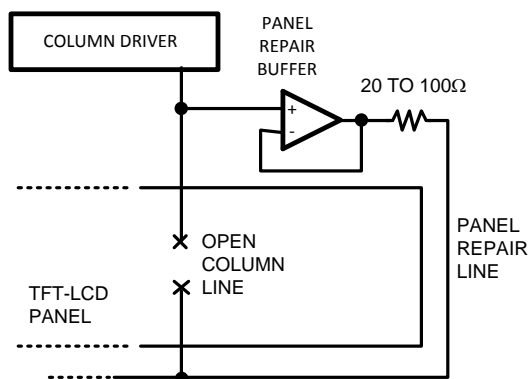 COLUMN DRIVER
PANEL
REPAIR
BUFFER
20 TO 100Ω
+
-
OPEN
COLUMN
LINE
PANEL
REPAIR
LINE
TFT-LCD
PANEL